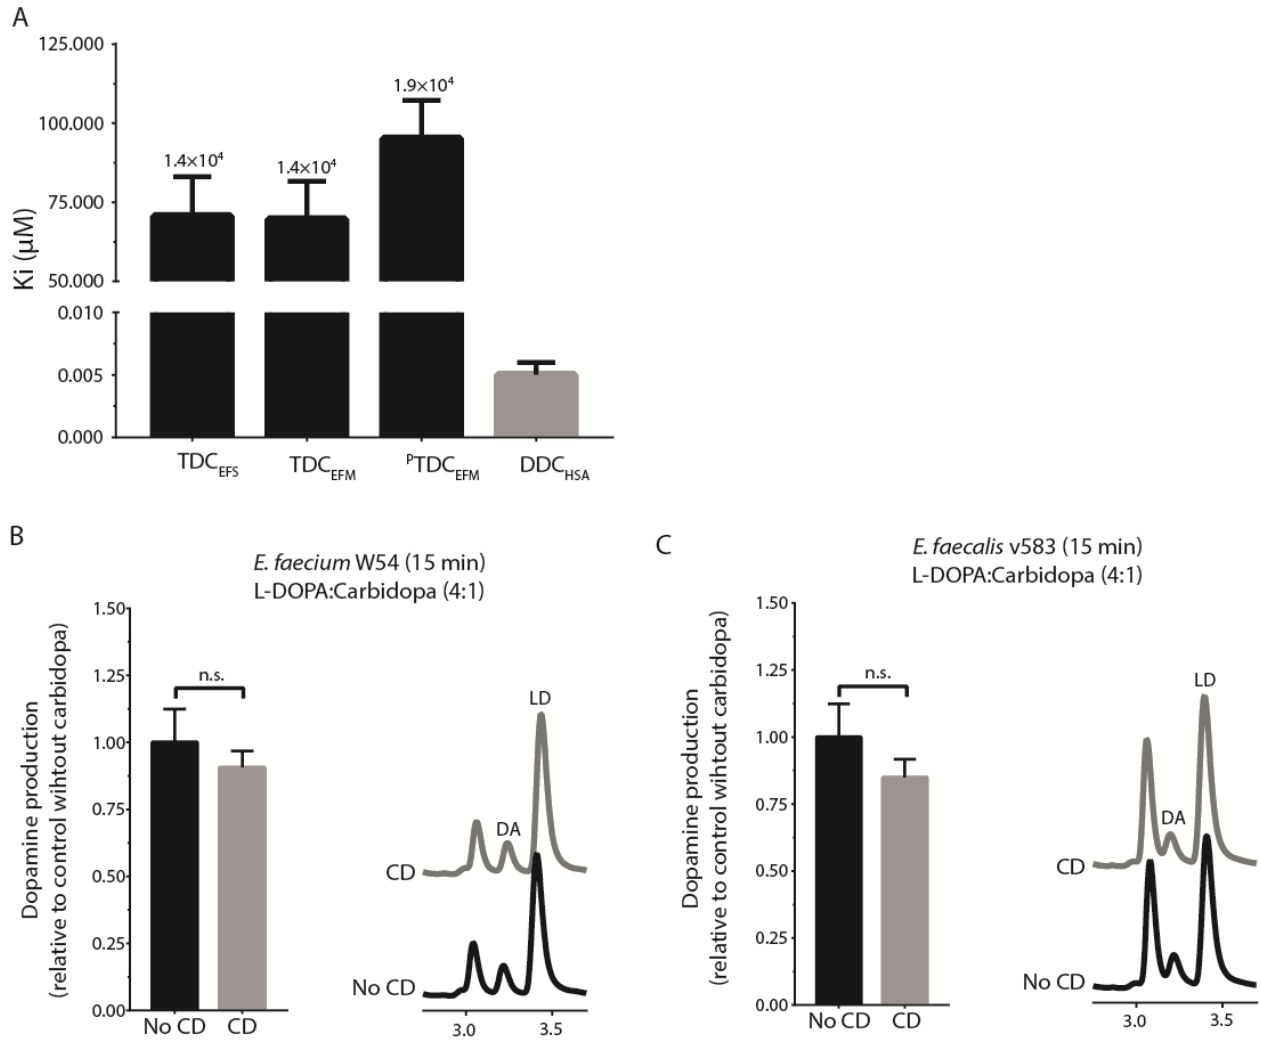 A
125.000
100.000
75.000
50.000
0.010
0.005
0.000
Ki (µM)
1.4×10⁴
1.4×10⁴
1.9×10⁴
TDC_EFS
TDC_EFM
ᴾTDC_EFM
DDC_HSA
B
E. faecium W54 (15 min)
L-DOPA:Carbidopa (4:1)
1.50
1.25
1.00
0.75
0.50
0.25
0.00
Dopamine production
(relative to control wihtout carbidopa)
n.s.
No CD
CD
LD
DA
CD
No CD
3.0
3.5
C
E. faecalis v583 (15 min)
L-DOPA:Carbidopa (4:1)
1.50
1.25
1.00
0.75
0.50
0.25
0.00
Dopamine production
(relative to control wihtout carbidopa)
n.s.
No CD
CD
LD
DA
CD
No CD
3.0
3.5